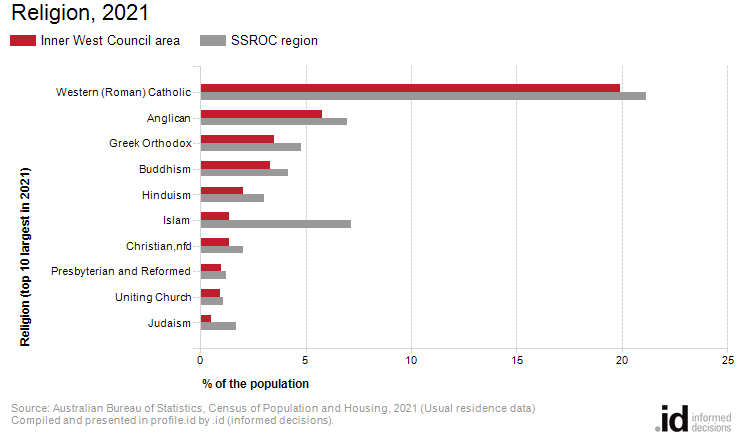 Religion, 2021
Inner West Council area
SSROC region
Religion (top 10 largest in 2021)
Western (Roman) Catholic
Anglican
Greek Orthodox
Buddhism
Hinduism
Islam
Christian,nfd
Presbyterian and Reformed
Uniting Church
Judaism
0 5 10 15 20 25
% of the population
Source: Australian Bureau of Statistics, Census of Population and Housing, 2021 (Usual residence data)
Compiled and presented in profile.id by .id (informed decisions).
.id informed
decisions